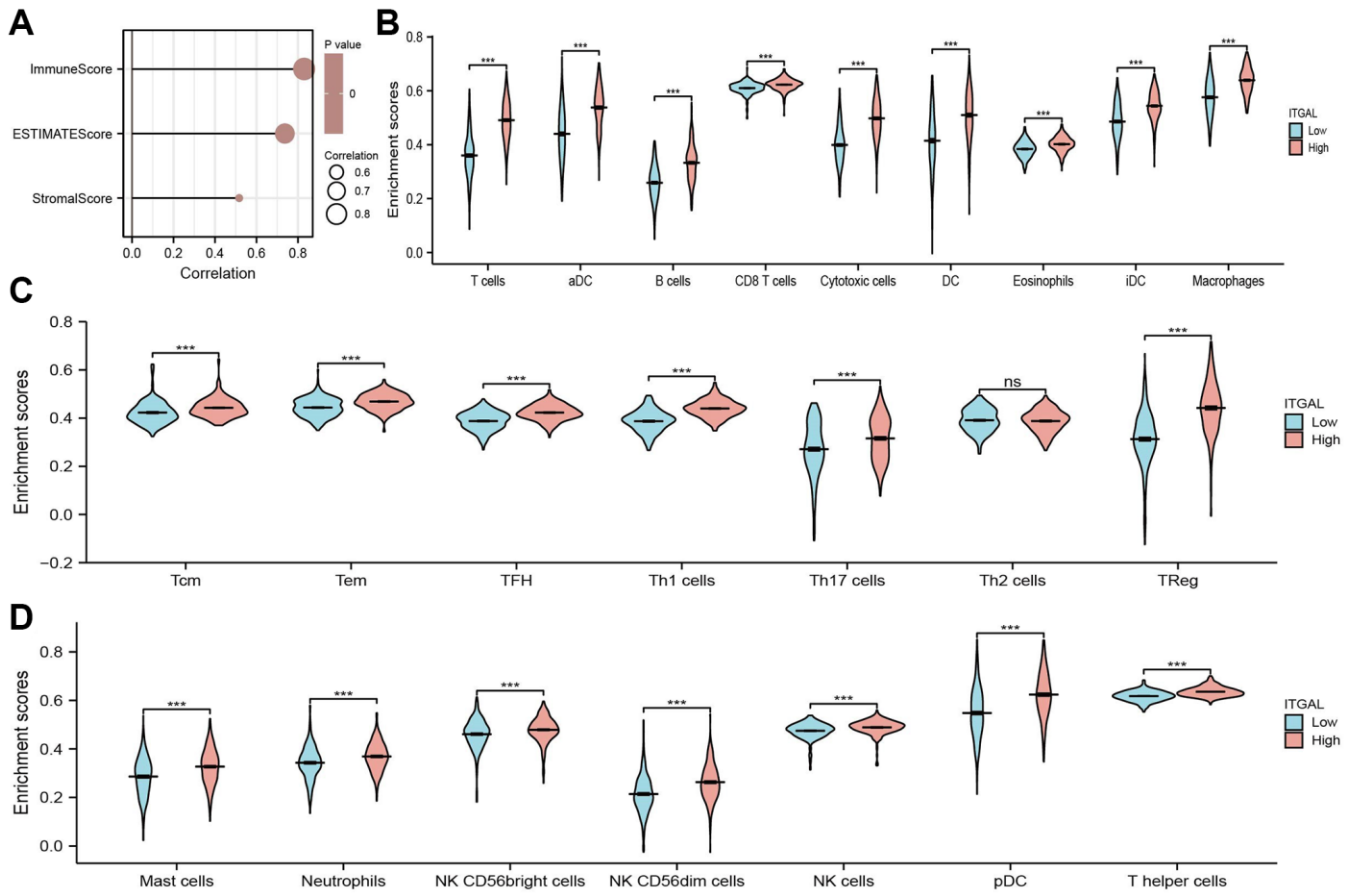 A
ImmuneScore
ESTIMATEScore
StromalScore
0.0 0.2 0.4 0.6 0.8
Correlation
P value
0
Correlation
0.6
0.7
0.8
B
Enrichment scores
0.8
0.6
0.4
0.2
0.0
*** *** *** *** *** *** *** *** ***
T cells aDC B cells CD8 T cells Cytotoxic cells DC Eosinophils iDC Macrophages
ITGAL
Low
High
C
Enrichment scores
0.8
0.6
0.4
0.2
0.0
−0.2
*** *** *** *** *** ns ***
Tcm Tem TFH Th1 cells Th17 cells Th2 cells TReg
ITGAL
Low
High
D
Enrichment scores
0.8
0.6
0.4
0.2
0.0
*** *** *** *** *** *** ***
Mast cells Neutrophils NK CD56bright cells NK CD56dim cells NK cells pDC T helper cells
ITGAL
Low
High